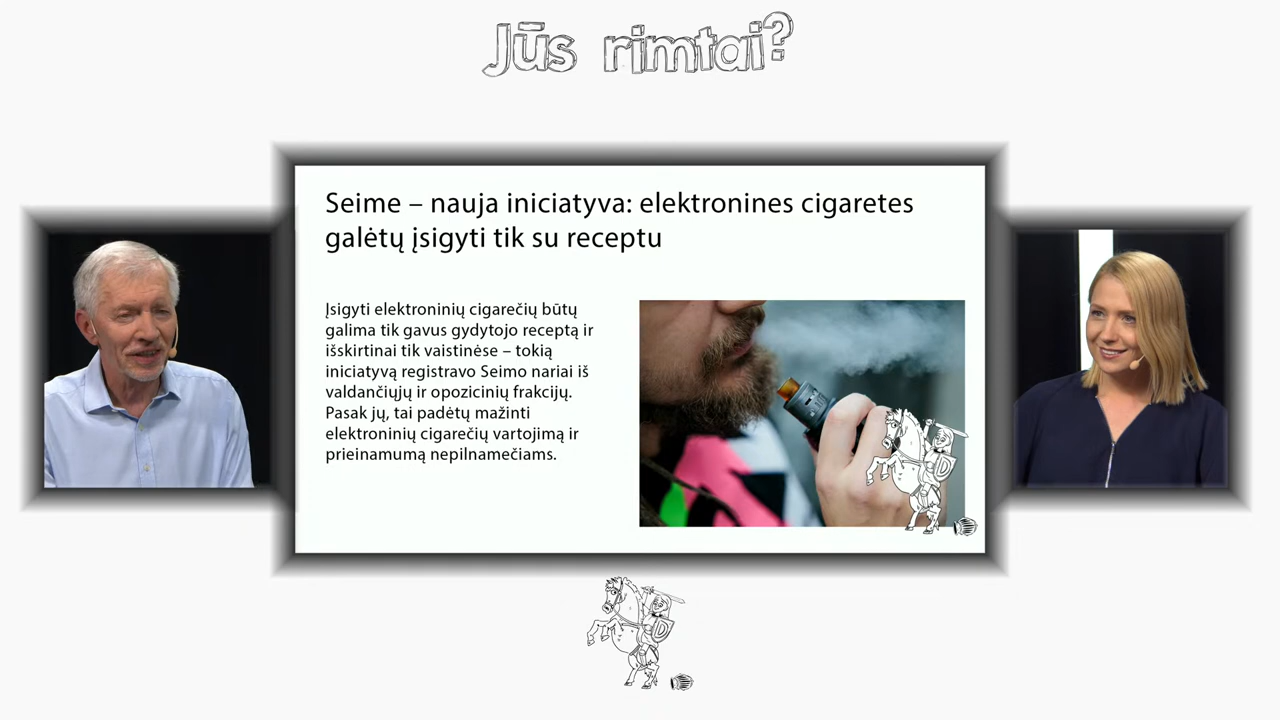 Jūs rimtai?
Seime – nauja iniciatyva: elektronines cigaretes
galėtų įsigyti tik su receptu
Įsigyti elektroninių cigarečių būtų
galima tik gavus gydytojo receptą ir
išskirtinai tik vaistinėse – tokią
iniciatyvą registravo Seimo nariai iš
valdančiųjų ir opozicinių frakcijų.
Pasak jų, tai padėtų mažinti
elektroninių cigarečių vartojimą ir
prieinamumą nepilnamečiams.